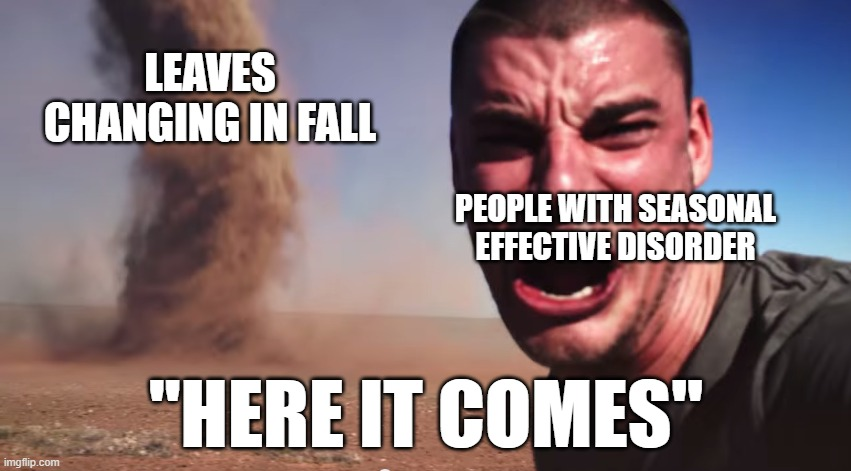 LEAVES
CHANGING IN FALL
PEOPLE WITH SEASONAL
EFFECTIVE DISORDER
"HERE IT COMES"
imgflip.com